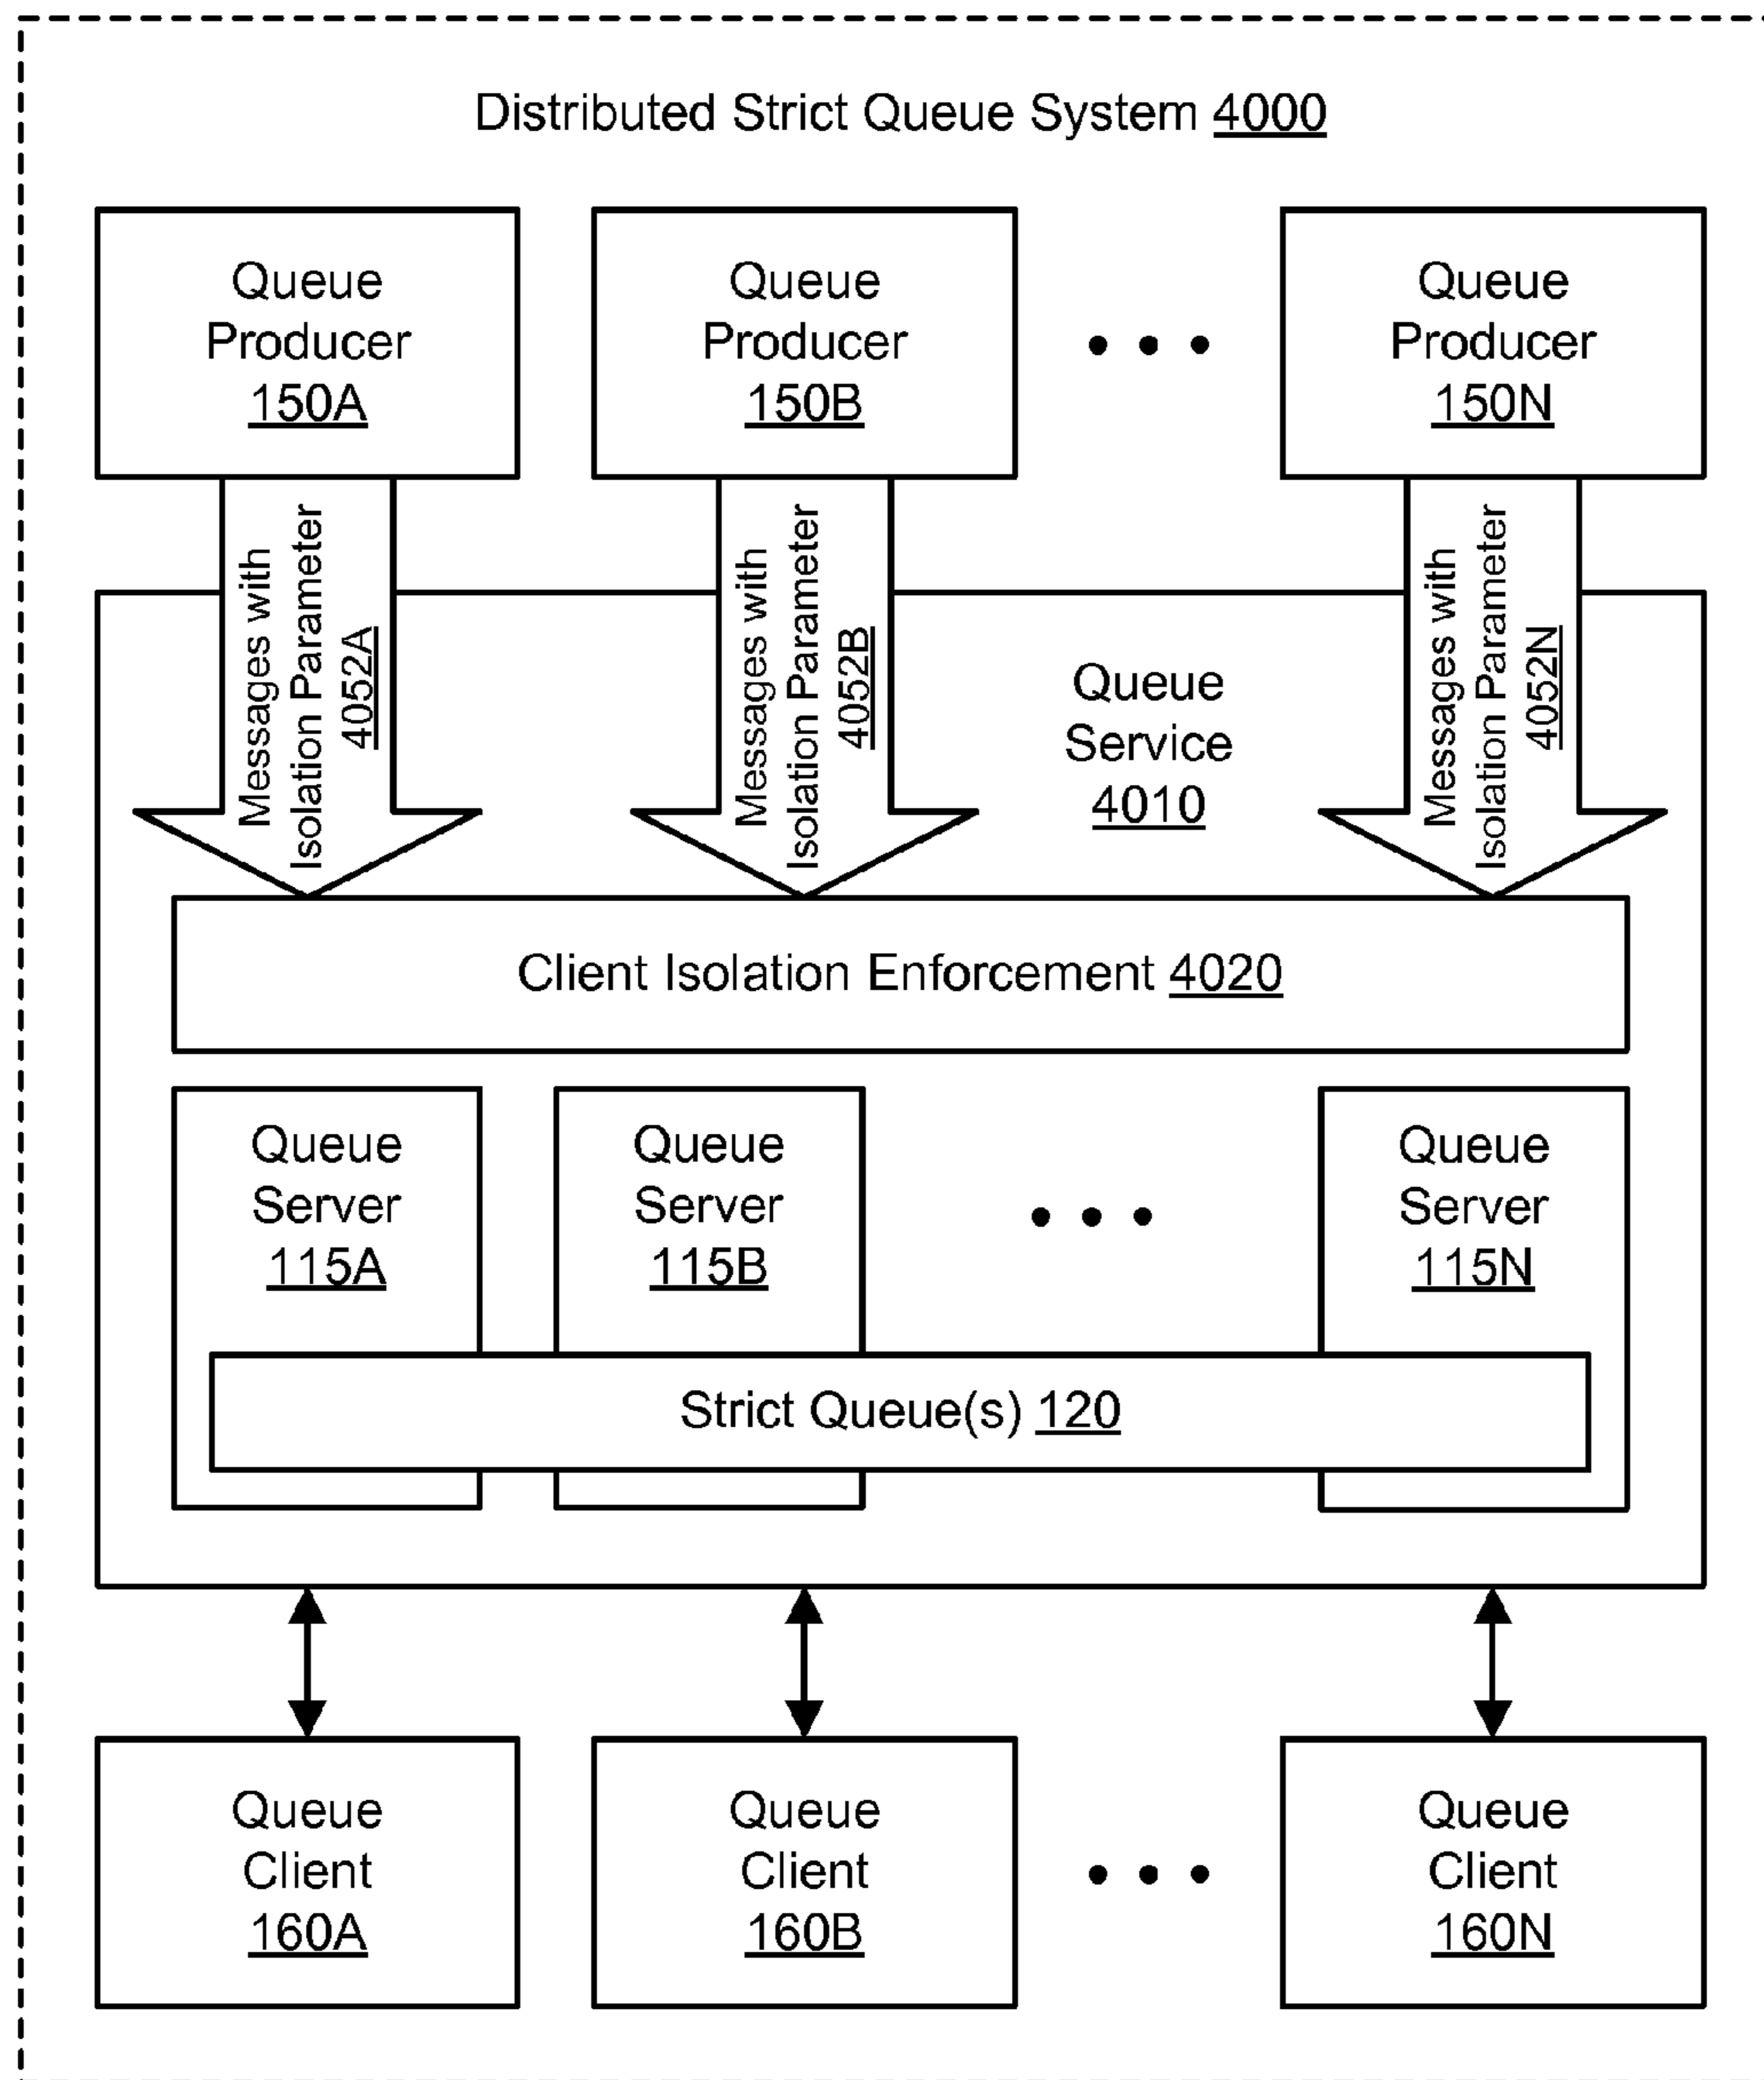 Distributed Strict Queue System 4000
Queue
Producer
150A
Queue
Producer
150B
Queue
Producer
150N
Messages with
Isolation Parameter
4052A
Messages with
Isolation Parameter
4052B
Queue
Service
4010
Messages with
Isolation Parameter
4052N
Client Isolation Enforcement 4020
Queue
Server
115A
Queue
Server
115B
Queue
Server
115N
Strict Queue(s) 120
Queue
Client
160A
Queue
Client
160B
Queue
Client
160N